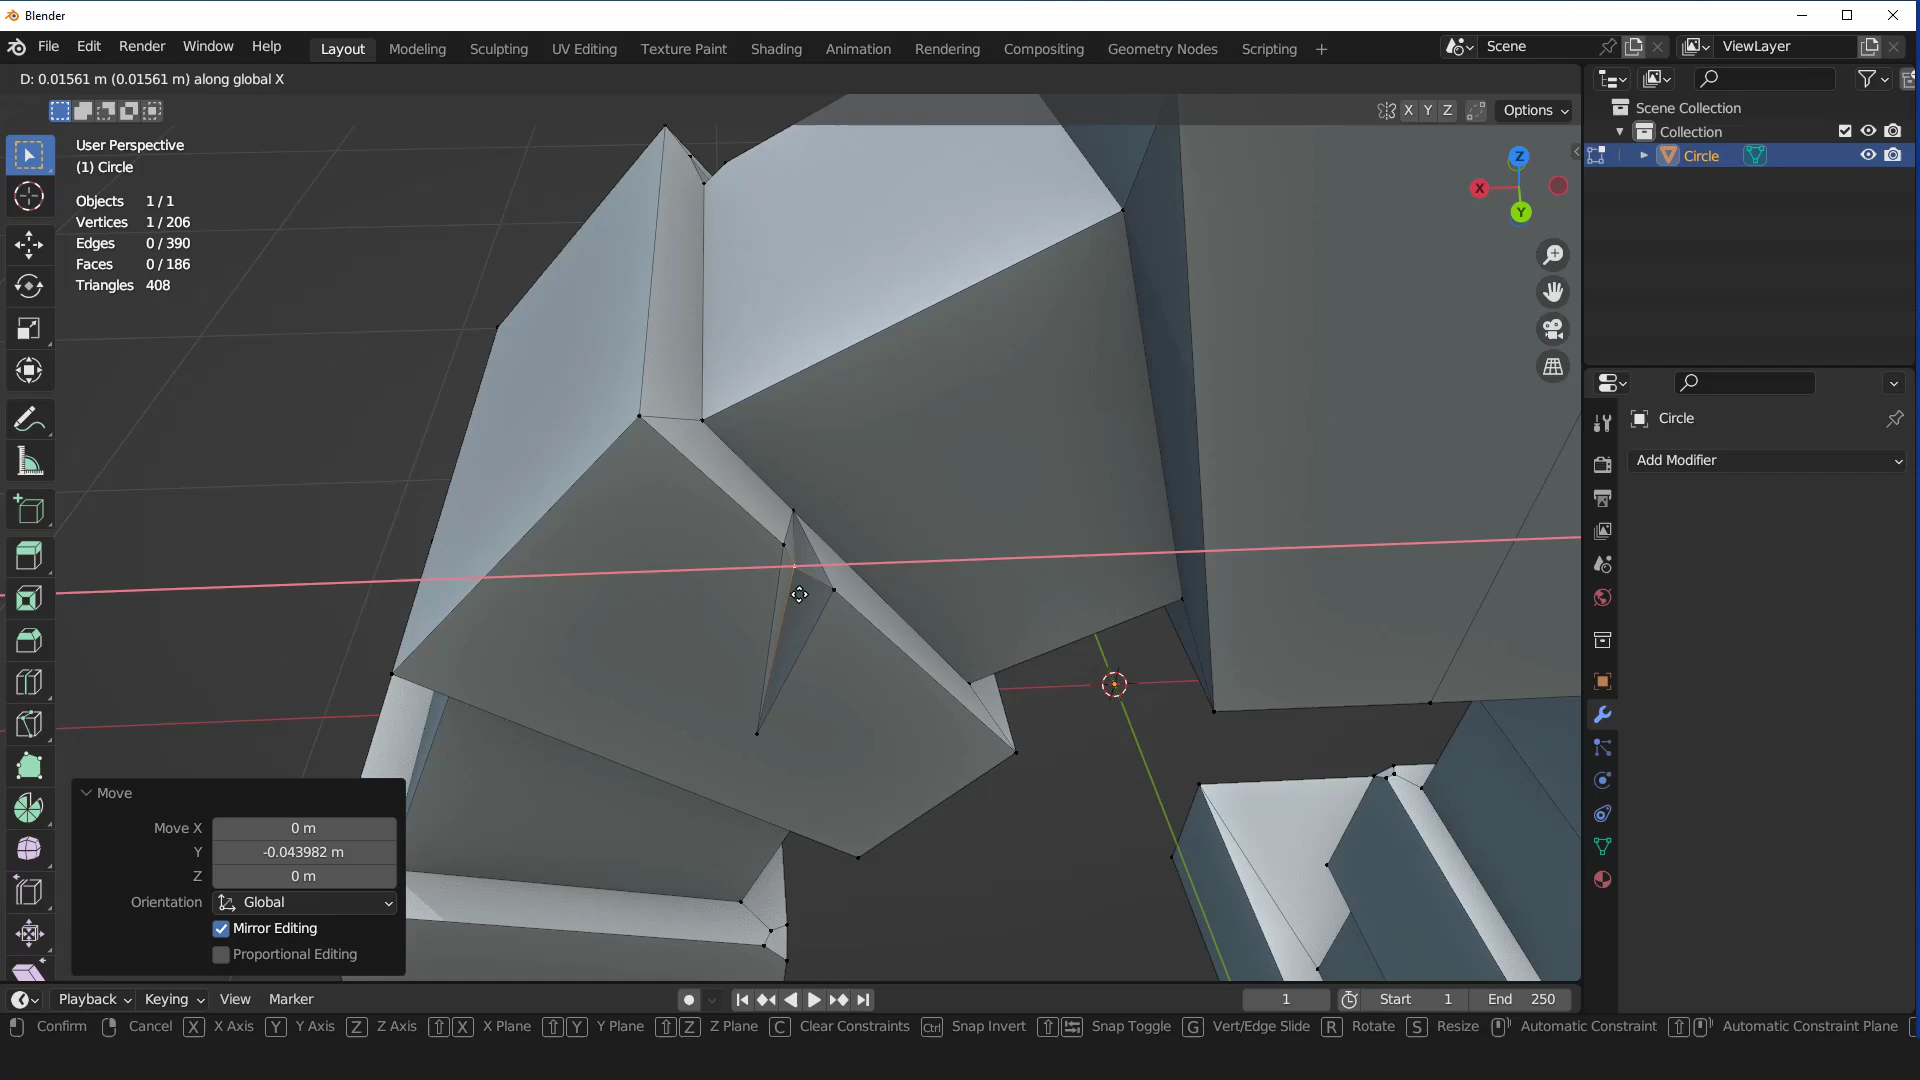 Blender
File Edit Render Window Help
Layout Modeling Sculpting UV Editing Texture Paint Shading Animation Rendering Compositing Geometry Nodes Scripting +
Scene
ViewLayer
D: 0.01561 m (0.01561 m) along global X
X Y Z
Options
User Perspective
(1) Circle
Objects 1 / 1
Vertices 1 / 206
Edges 0 / 390
Faces 0 / 186
Triangles 408
Z
X
Y
Scene Collection
Collection
Circle
Circle
Add Modifier
Move
Move X 0 m
Y -0.043982 m
Z 0 m
Orientation Global
Mirror Editing
Proportional Editing
Playback Keying View Marker
1 Start 1 End 250
Confirm Cancel X X Axis Y Y Axis Z Z Axis X X Plane Y Y Plane Z Z Plane C Clear Constraints Ctrl Snap Invert Snap Toggle G Vert/Edge Slide R Rotate S Resize Automatic Constraint Automatic Constraint Plane